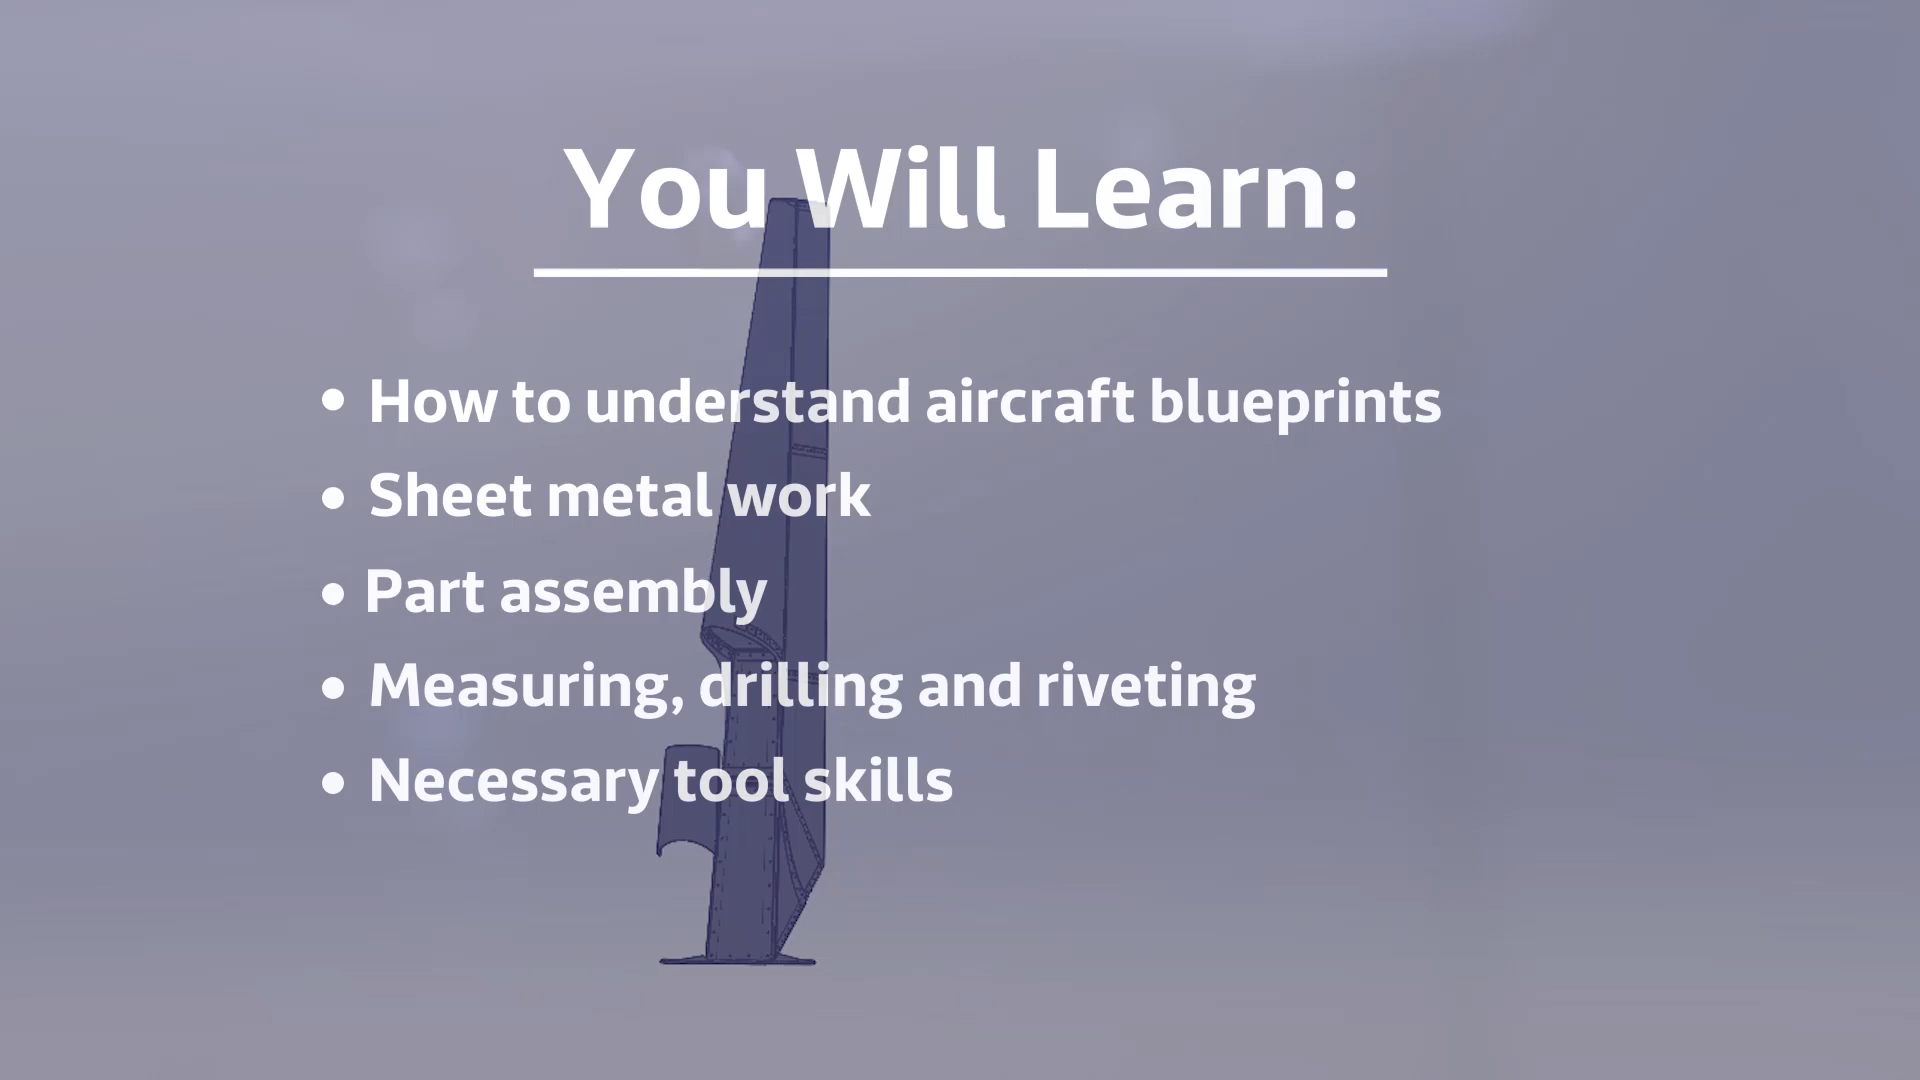 You Will Learn:
• How to understand aircraft blueprints
• Sheet metal work
• Part assembly
• Measuring, drilling and riveting
• Necessary tool skills